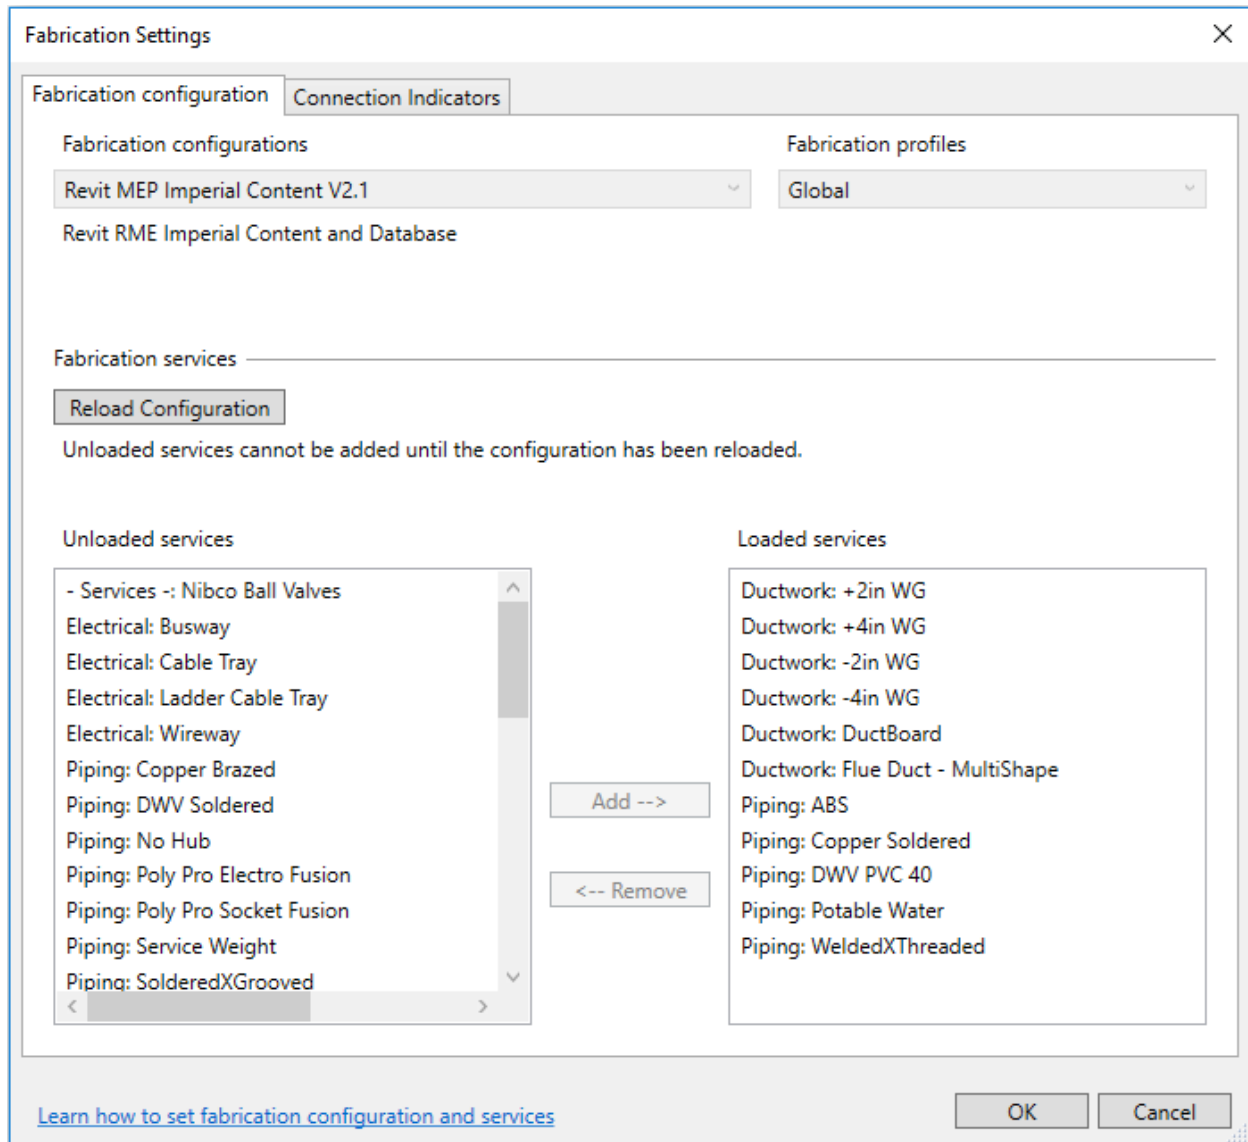 Fabrication Settings
Fabrication configuration
Connection Indicators
Fabrication configurations
Fabrication profiles
Revit MEP Imperial Content V2.1
Global
Revit RME Imperial Content and Database
Fabrication services
Reload Configuration
Unloaded services cannot be added until the configuration has been reloaded.
Unloaded services
- Services -: Nibco Ball Valves
Electrical: Busway
Electrical: Cable Tray
Electrical: Ladder Cable Tray
Electrical: Wireway
Piping: Copper Brazed
Piping: DWV Soldered
Piping: No Hub
Piping: Poly Pro Electro Fusion
Piping: Poly Pro Socket Fusion
Piping: Service Weight
Piping: SolderedXGrooved
Add -->
<-- Remove
Loaded services
Ductwork: +2in WG
Ductwork: +4in WG
Ductwork: -2in WG
Ductwork: -4in WG
Ductwork: DuctBoard
Ductwork: Flue Duct - MultiShape
Piping: ABS
Piping: Copper Soldered
Piping: DWV PVC 40
Piping: Potable Water
Piping: WeldedXThreaded
Learn how to set fabrication configuration and services
OK
Cancel